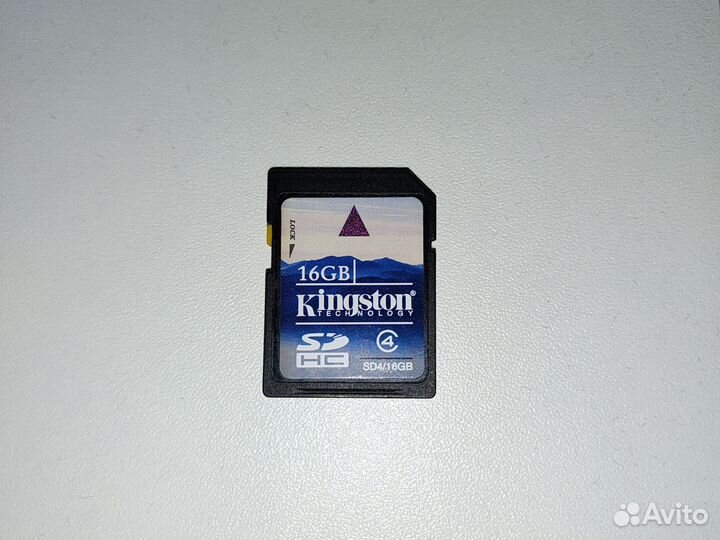 LOCK
16GB
Kingston®
TECHNOLOGY
SD HC
4
SD4/16GB
Avito